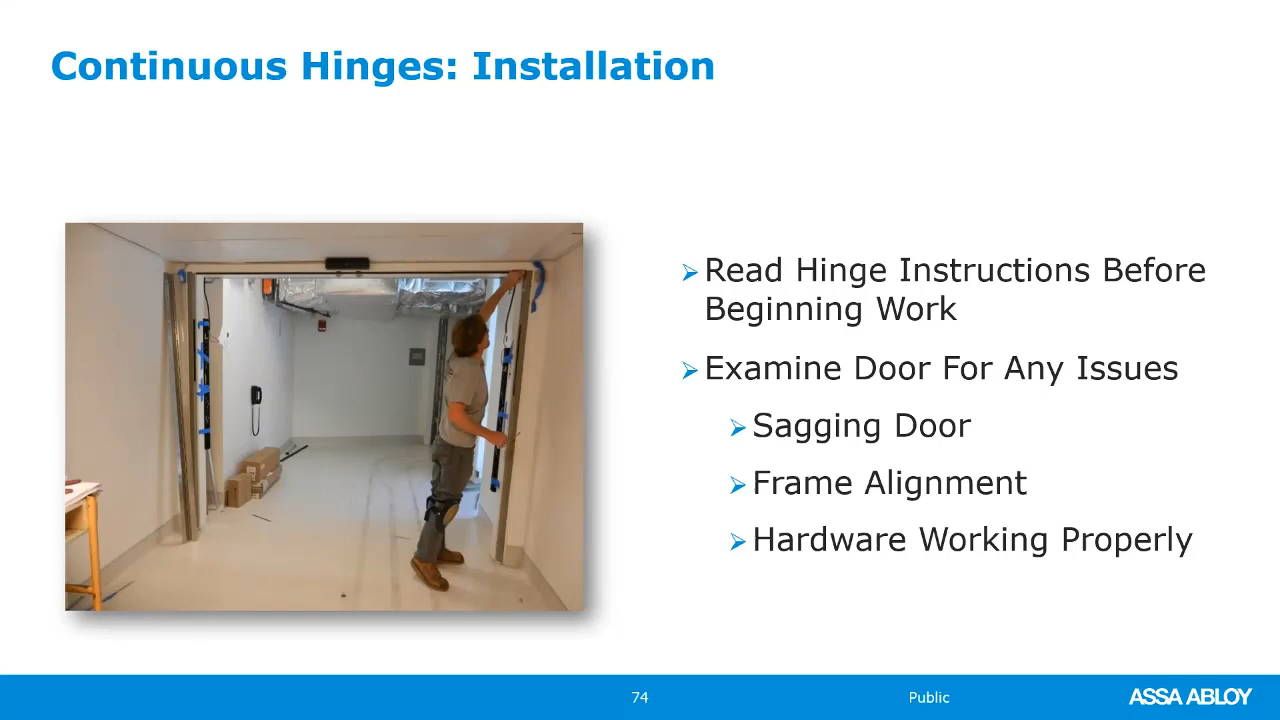 Continuous Hinges: Installation
Read Hinge Instructions Before
Beginning Work
Examine Door For Any Issues
Sagging Door
Frame Alignment
Hardware Working Properly
74
Public
ASSA ABLOY